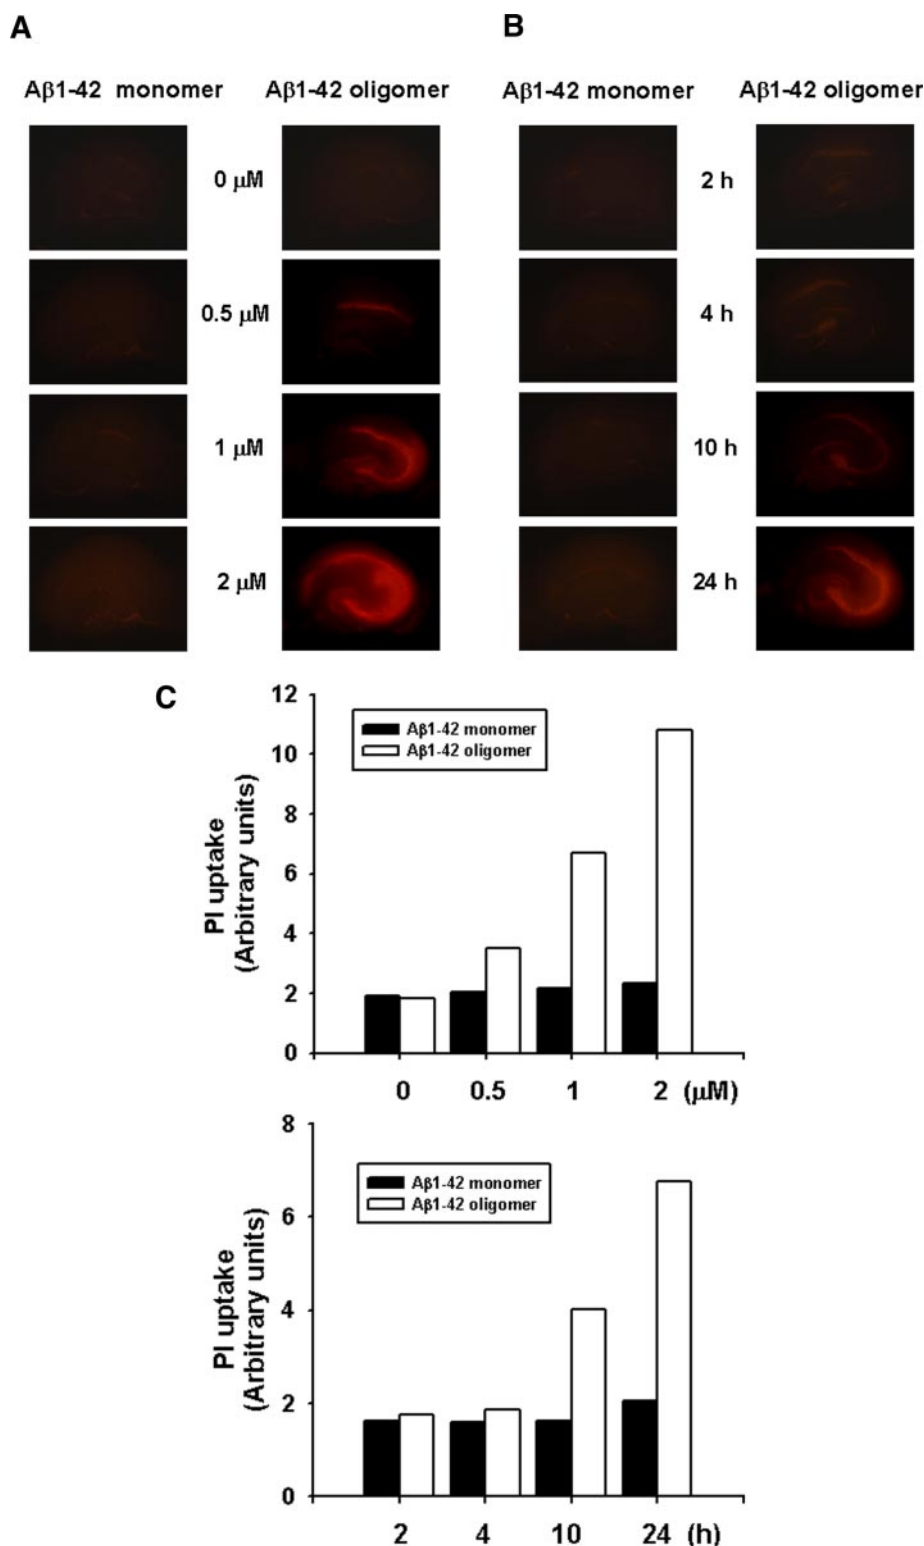 A
B
Aβ1-42 monomer
Aβ1-42 oligomer
Aβ1-42 monomer
Aβ1-42 oligomer
0 μM
0.5 μM
1 μM
2 μM
2 h
4 h
10 h
24 h
C
PI uptake
(Arbitrary units)
12
10
8
6
4
2
0
Aβ1-42 monomer
Aβ1-42 oligomer
0 0.5 1 2 (μM)
PI uptake
(Arbitrary units)
8
6
4
2
0
Aβ1-42 monomer
Aβ1-42 oligomer
2 4 10 24 (h)